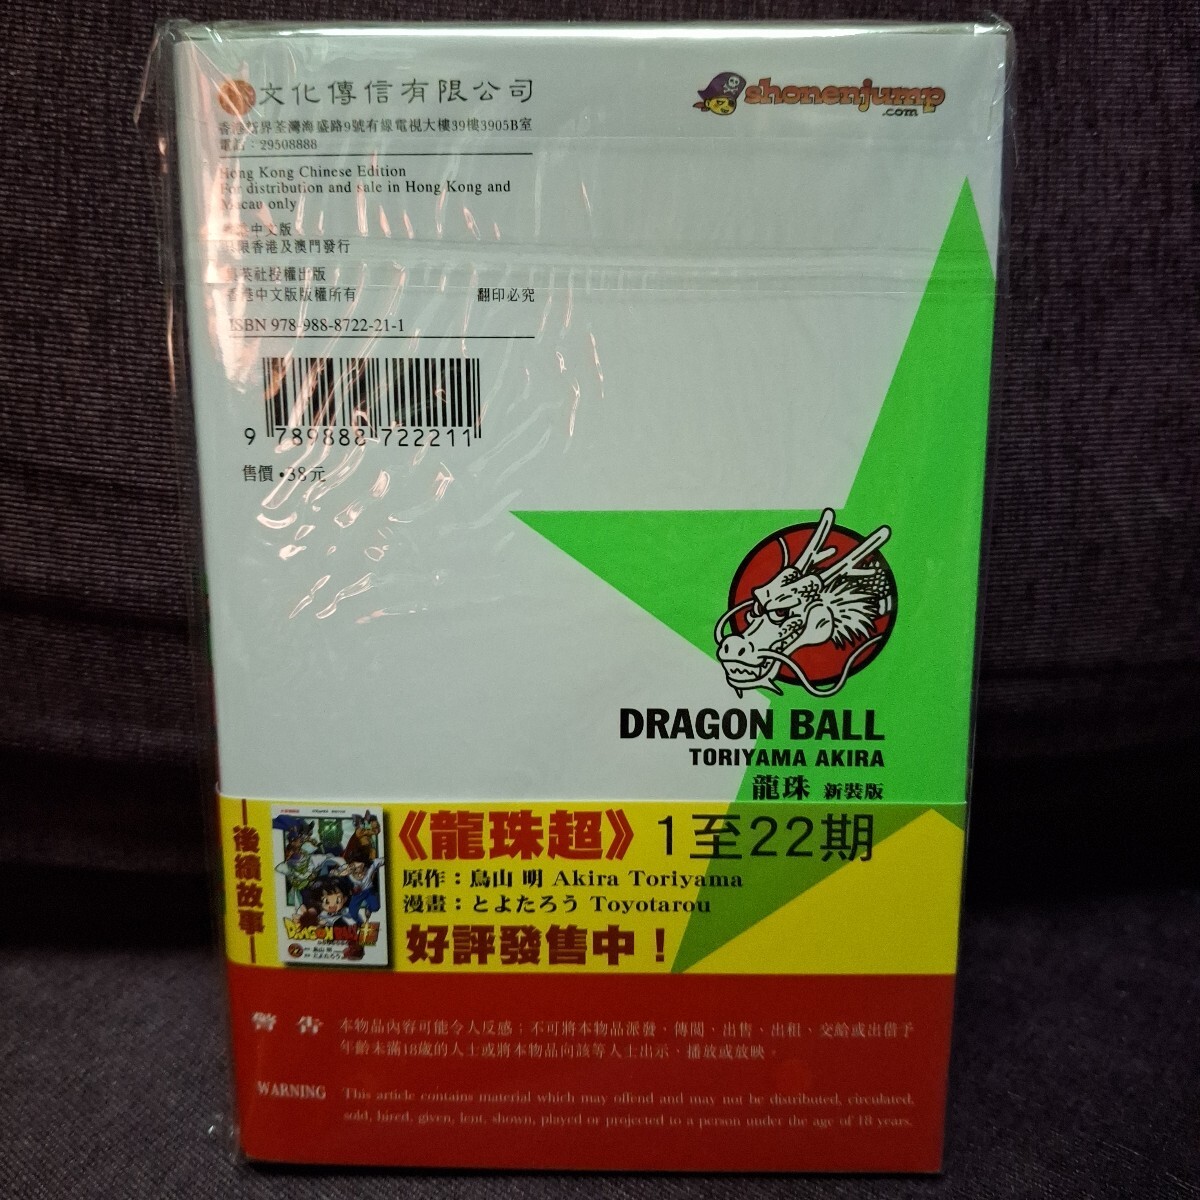 文化傳信有限公司
shonenjump
.com
香港新界荃灣海盛路9號有線電視大樓39樓3905B室
電話：29508888
Hong Kong Chinese Edition
For distribution and sale in Hong Kong and
Macau only
中文版
只限香港及澳門發行
集英社授權出版
香港中文版版權所有 翻印必究
ISBN 978-988-8722-21-1
9 789888 722211
售價•38元
DRAGON BALL
TORIYAMA AKIRA
龍珠 新裝版
後續故事
《龍珠超》1至22期
原作：鳥山 明 Akira Toriyama
漫畫：とよたろう Toyotarou
好評發售中！
DRAGON BALL超
警告 本物品內容可能令人反感；不可將本物品派發、傳閱、出售、出租、交給或出借予
年齡未滿18歲的人士或將本物品向該等人士出示、播放或放映。
WARNING This article contains material which may offend and may not be distributed, circulated,
sold, hired, given, lent, shown, played or projected to a person under the age of 18 years.